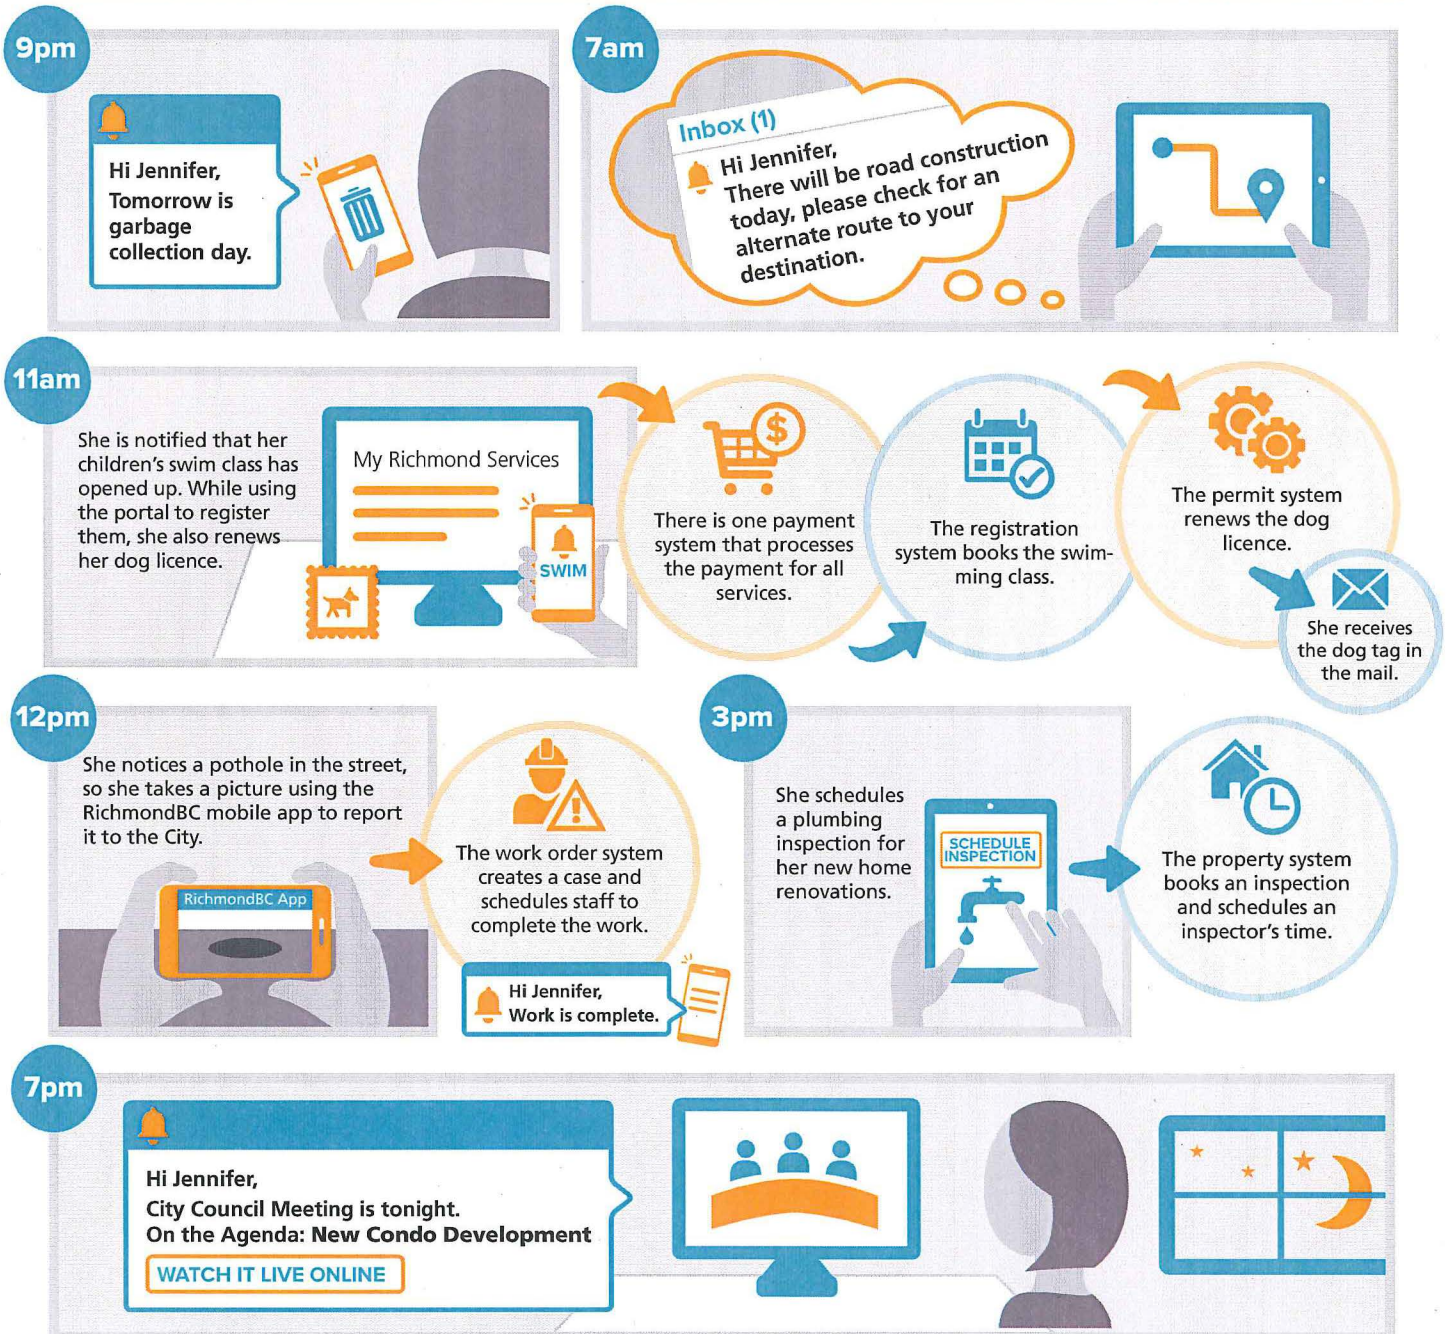 9pm
Hi Jennifer,
Tomorrow is
garbage
collection day.
7am
Inbox (1)
Hi Jennifer,
There will be road construction
today, please check for an
alternate route to your
destination.
11am
She is notified that her
children's swim class has
opened up. While using
the portal to register
them, she also renews
her dog licence.
My Richmond Services
SWIM
$
There is one payment
system that processes
the payment for all
services.
The registration
system books the swim-
ming class.
The permit system
renews the dog
licence.
She receives
the dog tag in
the mail.
12pm
She notices a pothole in the street,
so she takes a picture using the
RichmondBC mobile app to report
it to the City.
RichmondBC App
The work order system
creates a case and
schedules staff to
complete the work.
Hi Jennifer,
Work is complete.
3pm
She schedules
a plumbing
inspection for
her new home
renovations.
SCHEDULE
INSPECTION
The property system
books an inspection
and schedules an
inspector's time.
7pm
Hi Jennifer,
City Council Meeting is tonight.
On the Agenda: New Condo Development
WATCH IT LIVE ONLINE